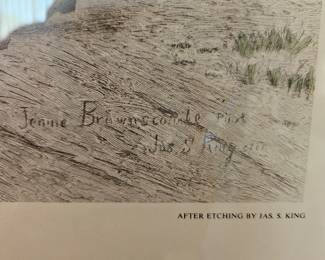 Jennie Brownscombe Pinx
Jas. S King
AFTER ETCHING BY JAS. S. KING